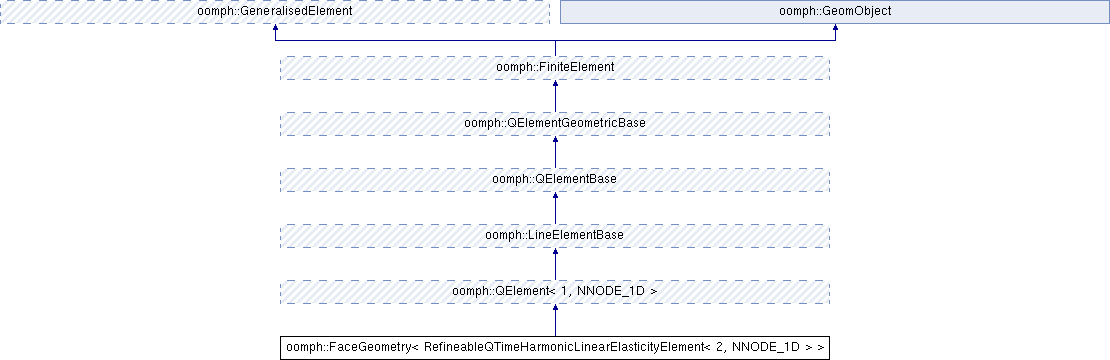 oomph::GeneralisedElement
oomph::GeomObject
oomph::FiniteElement
oomph::QElementGeometricBase
oomph::QElementBase
oomph::LineElementBase
oomph::QElement< 1, NNODE_1D >
oomph::FaceGeometry< RefineableQTimeHarmonicLinearElasticityElement< 2, NNODE_1D > >